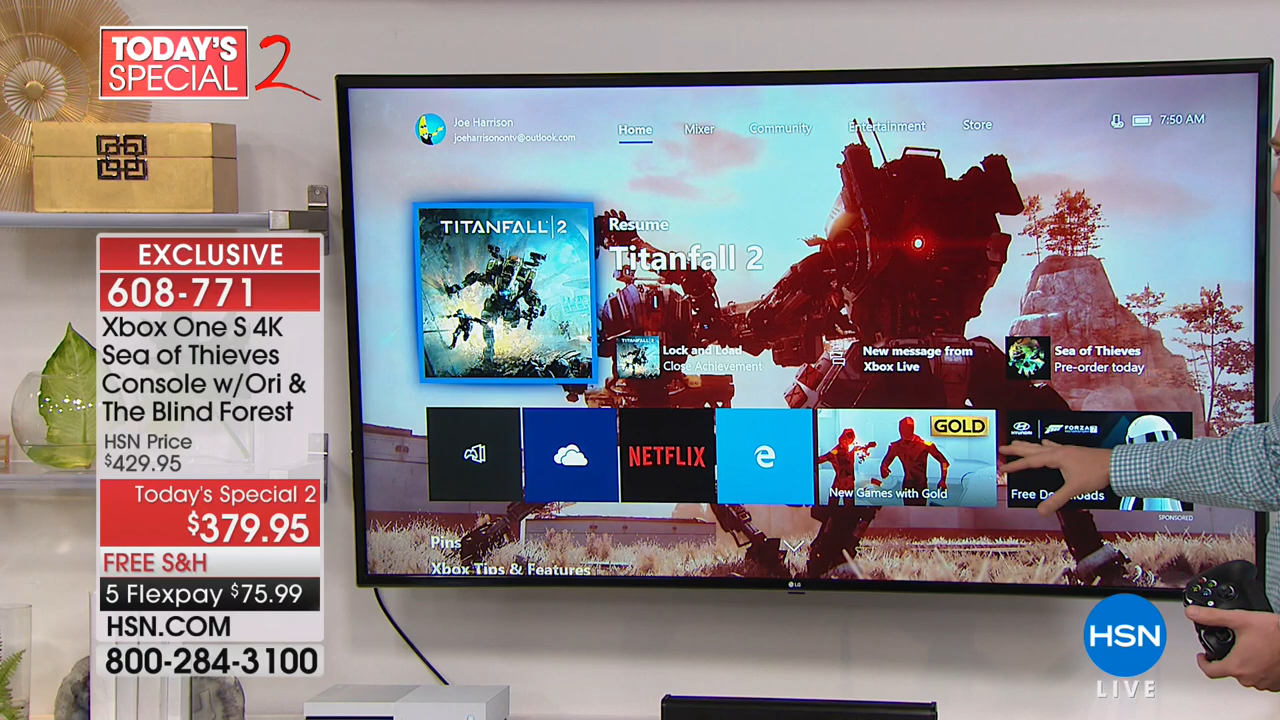 TODAY'S
SPECIAL 2
EXCLUSIVE
608-771
Xbox One S 4K
Sea of Thieves
Console w/Ori &
The Blind Forest
HSN Price
$429.95
Today's Special 2
$379.95
FREE S&H
5 Flexpay $75.99
HSN.COM
800-284-3100
Joe Harrison
joeharrisonontv@outlook.com
Home Mixer Community Entertainment Store
7:50 AM
TITANFALL 2
Resume
Titanfall 2
TITANFALL 2
Lock and Load
Close Achievement
New message from
Xbox Live
Sea of Thieves
Pre-order today
NETFLIX
GOLD
New Games with Gold
HYUNDAI
FORZA 7
Free Downloads
SPONSORED
Pins
Xbox Tips & Features
LG
HSN
LIVE